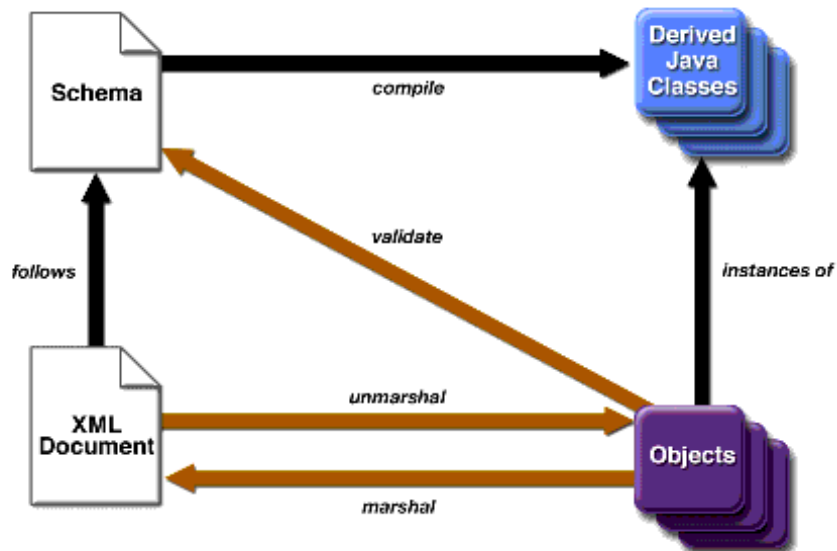 Derived
Java
Classes
Schema
compile
validate
follows
instances of
unmarshal
XML
Document
Objects
marshal